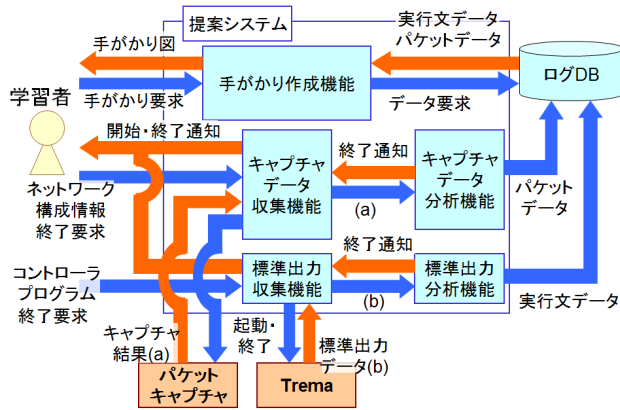 提案システム
実行文データ
パケットデータ
手がかり図
手がかり作成機能
ログDB
学習者
手がかり要求
データ要求
開始・終了通知
キャプチャ
データ
収集機能
終了通知
キャプチャ
データ
分析機能
(a)
パケット
データ
ネットワーク
構成情報
終了要求
コントローラ
プログラム
終了要求
標準出力
収集機能
終了通知
標準出力
分析機能
(b)
実行文データ
キャプチャ
結果(a)
起動・
終了
標準出力
データ(b)
パケット
キャプチャ
Trema